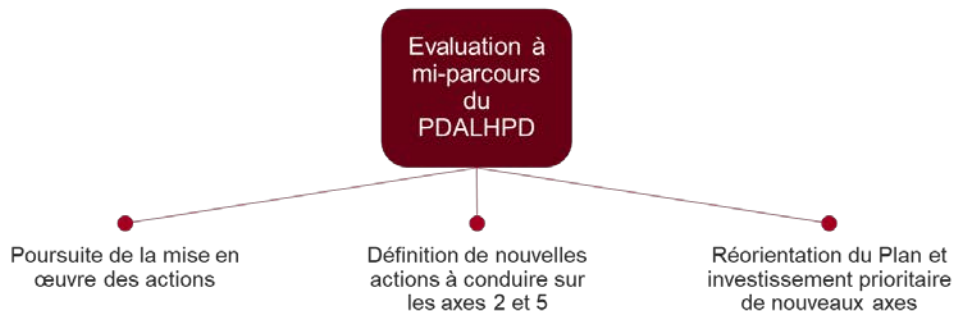 Evaluation à
mi-parcours
du
PDALHPD
Poursuite de la mise en
œuvre des actions
Définition de nouvelles
actions à conduire sur
les axes 2 et 5
Réorientation du Plan et
investissement prioritaire
de nouveaux axes